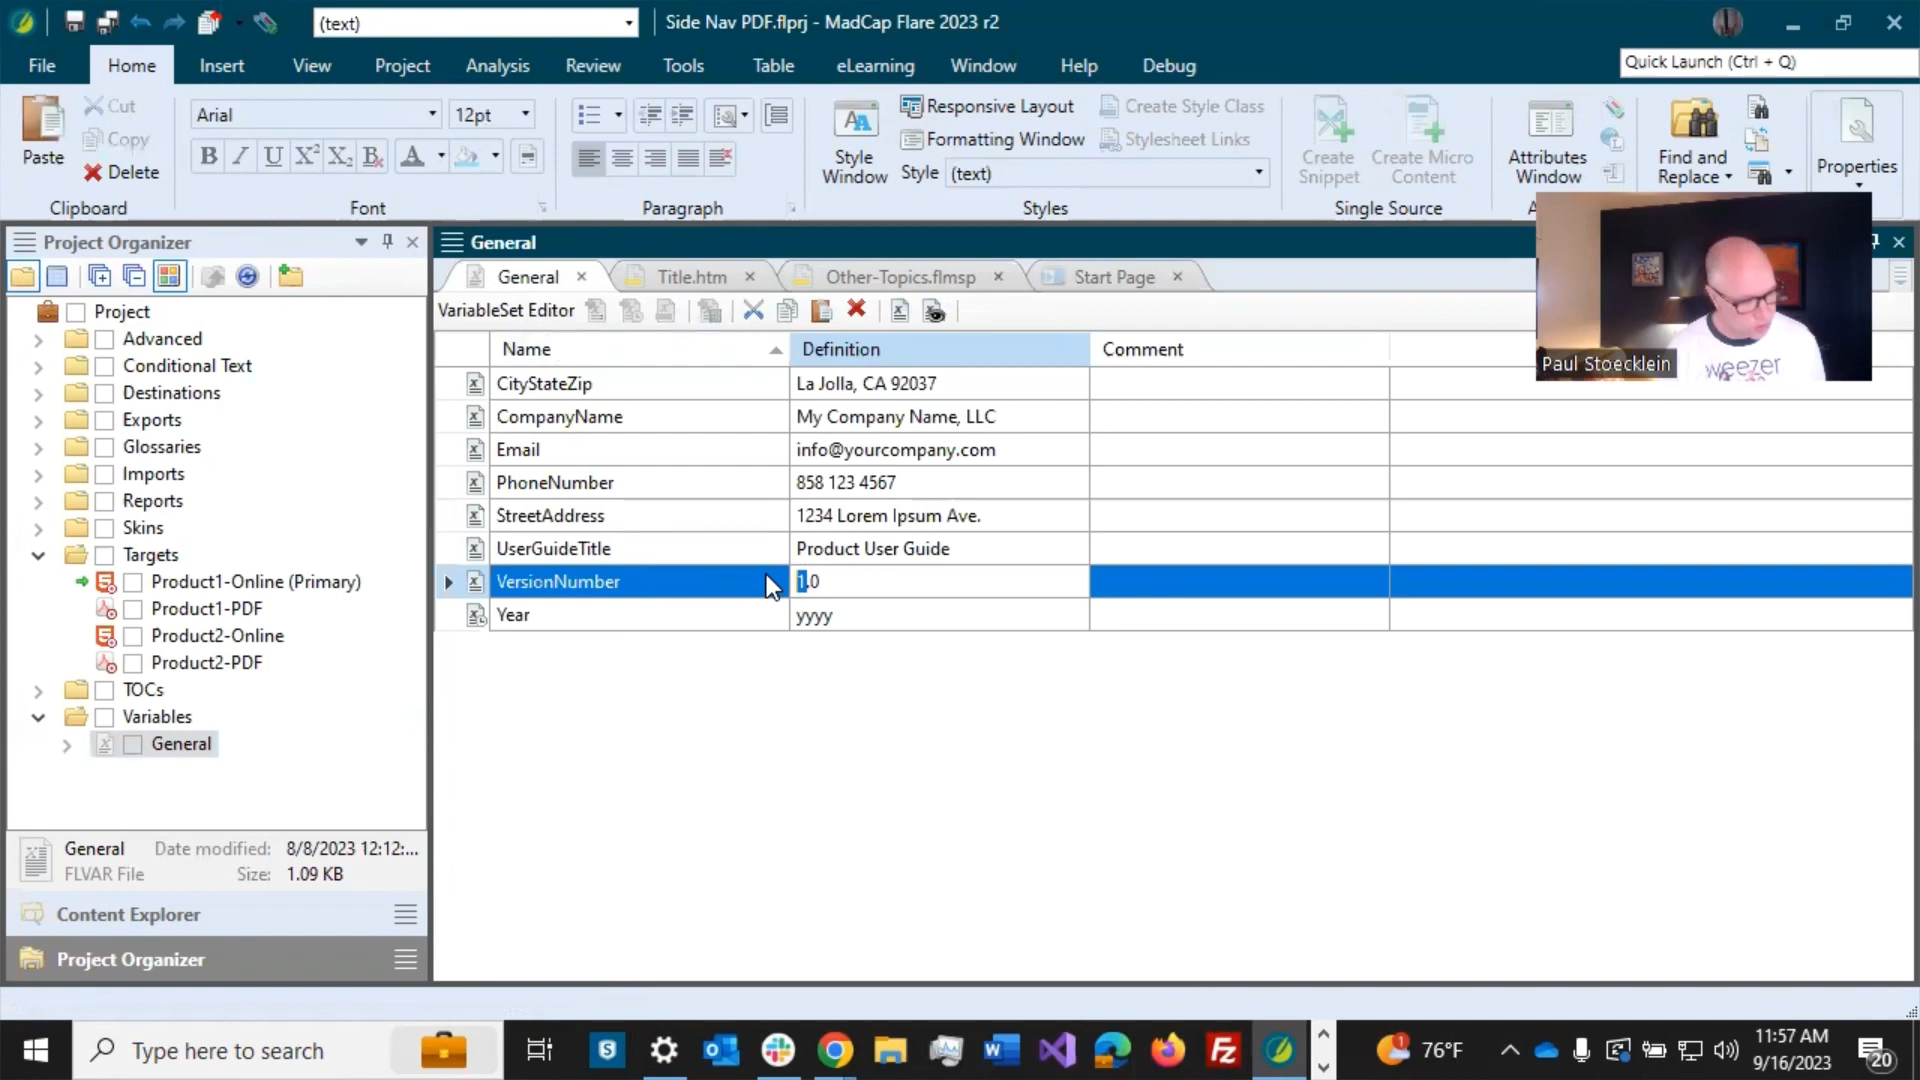 (text)
Side Nav PDF.flprj - MadCap Flare 2023 r2
File Home Insert View Project Analysis Review Tools Table eLearning Window Help Debug
Quick Launch (Ctrl + Q)
Paste
Cut
Copy
Delete
Clipboard
Arial
12pt
B I U X² X₂ B
A
Font
Paragraph
Style Window
Responsive Layout
Formatting Window
Style (text)
Create Style Class
Stylesheet Links
Styles
Create Snippet
Create Micro Content
Single Source
Attributes Window
Find and Replace
Properties
Paul Stoecklein
weezer
Project Organizer
Project
Advanced
Conditional Text
Destinations
Exports
Glossaries
Imports
Reports
Skins
Targets
Product1-Online (Primary)
Product1-PDF
Product2-Online
Product2-PDF
TOCs
Variables
General
General Date modified: 8/8/2023 12:12:...
FLVAR File Size: 1.09 KB
Content Explorer
Project Organizer
General
General Title.htm Other-Topics.flmsp Start Page
VariableSet Editor
Name Definition Comment
CityStateZip La Jolla, CA 92037
CompanyName My Company Name, LLC
Email info@yourcompany.com
PhoneNumber 858 123 4567
StreetAddress 1234 Lorem Ipsum Ave.
UserGuideTitle Product User Guide
VersionNumber 1.0
Year yyyy
Type here to search
76°F
11:57 AM
9/16/2023
20